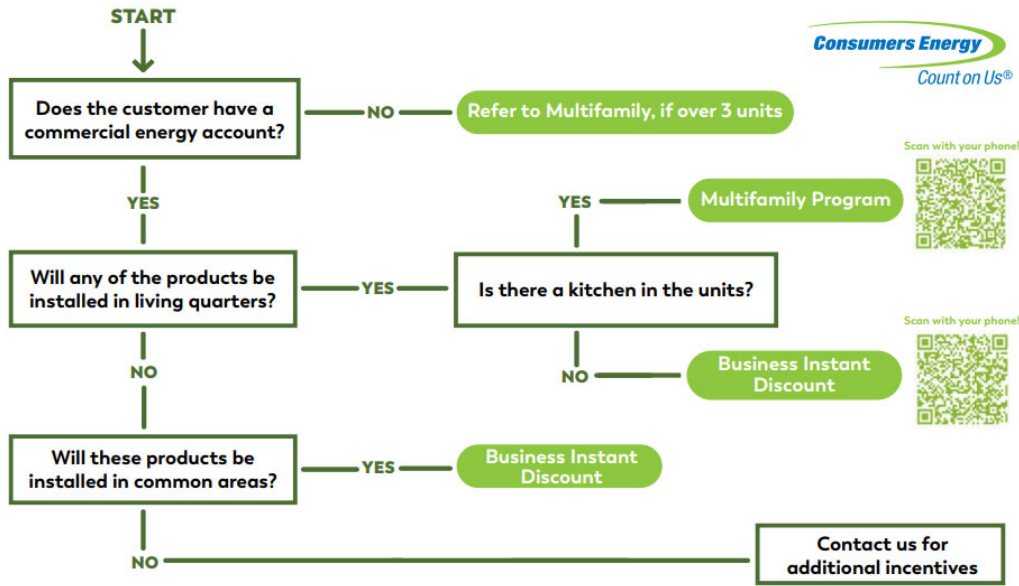 START
Consumers Energy
Count on Us®
Does the customer have a
commercial energy account?
NO
Refer to Multifamily, if over 3 units
Scan with your phone!
YES
YES
Multifamily Program
Will any of the products be
installed in living quarters?
YES
Is there a kitchen in the units?
Scan with your phone!
NO
NO
Business Instant
Discount
Will these products be
installed in common areas?
YES
Business Instant
Discount
NO
Contact us for
additional incentives